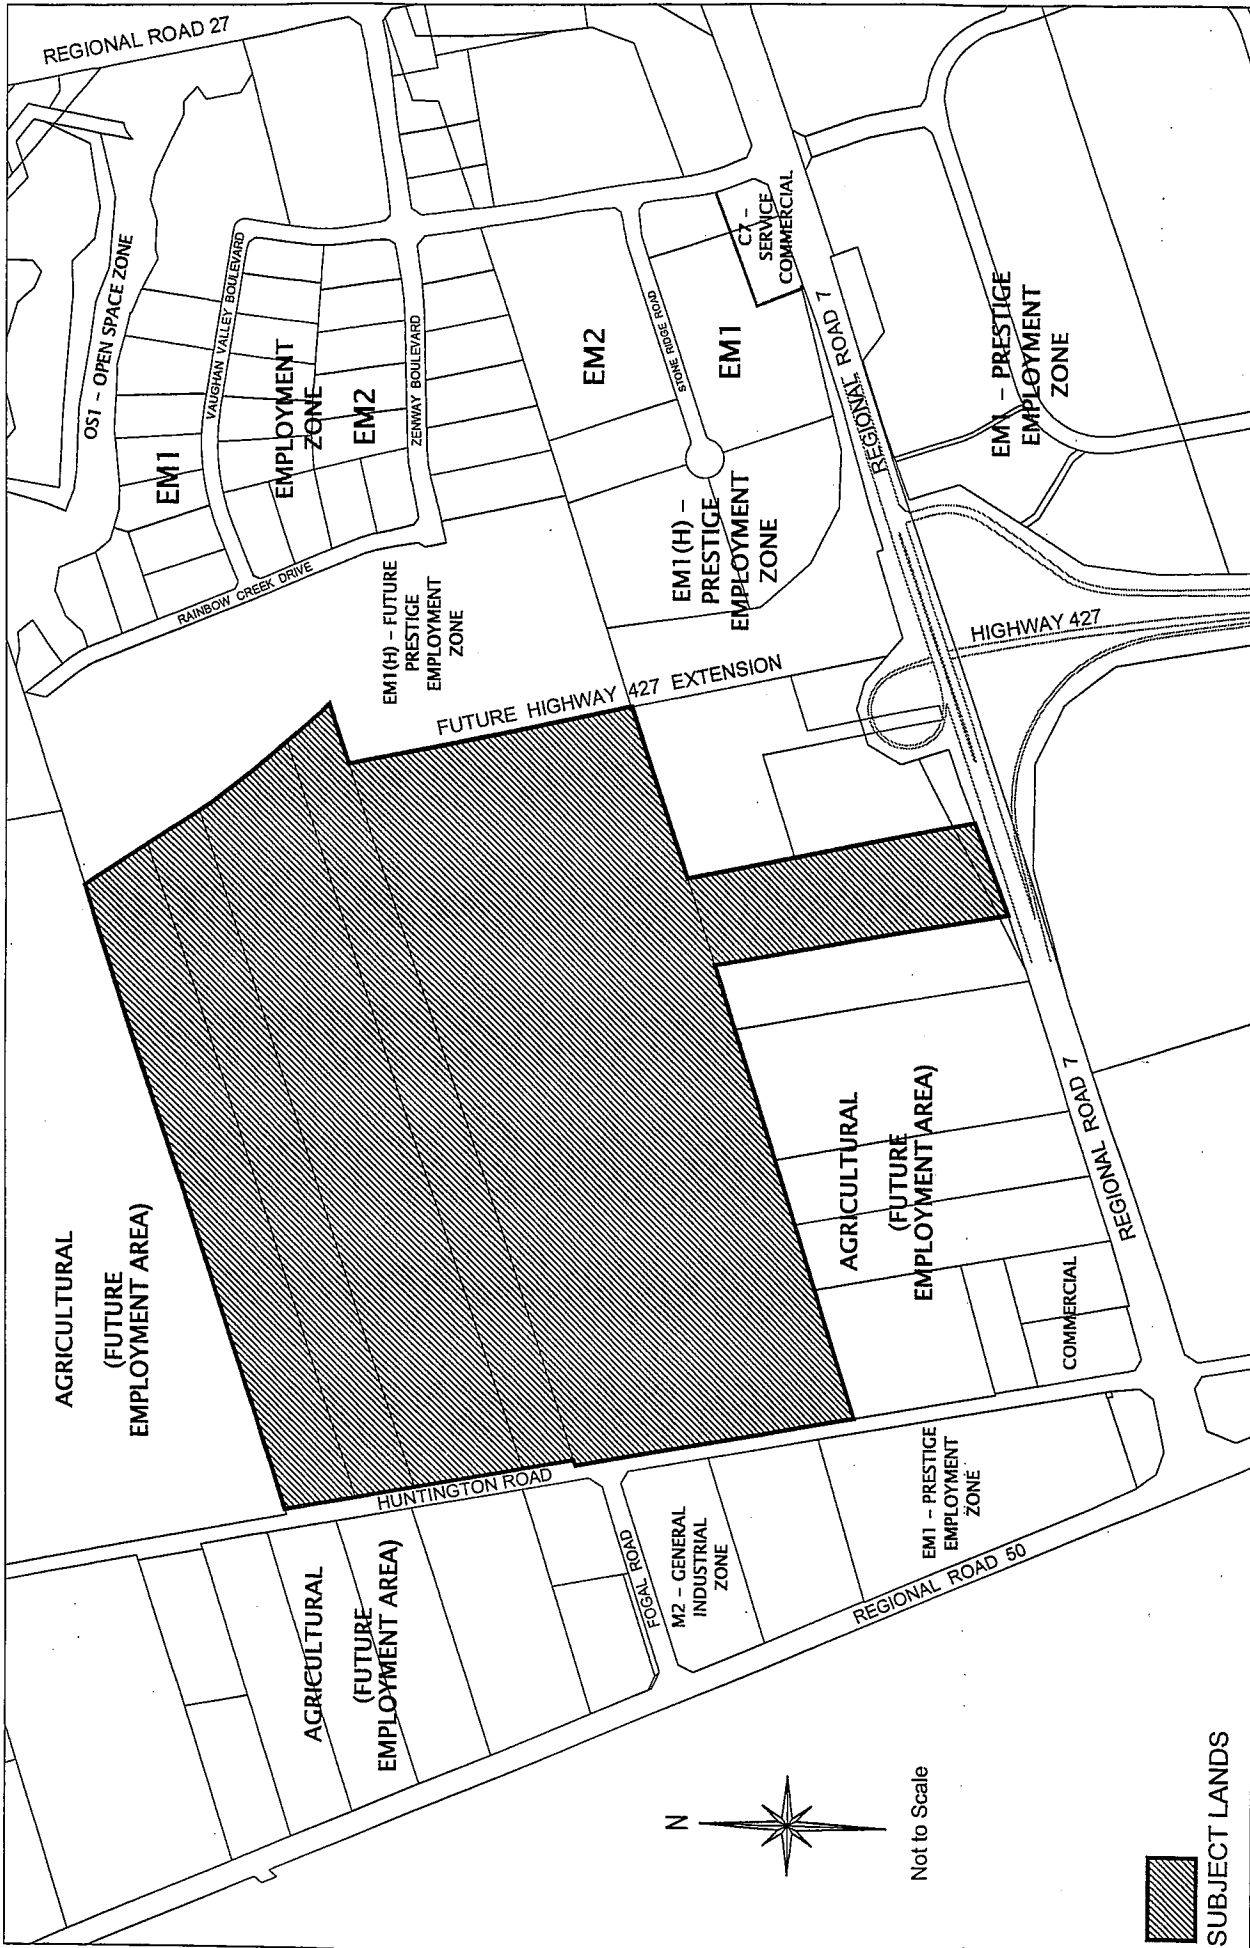 REGIONAL ROAD 27
OS1 - OPEN SPACE ZONE
VAUGHAN VALLEY BOULEVARD
EM1
EMPLOYMENT
ZONE
EM2
ZENWAY BOULEVARD
RAINBOW CREEK DRIVE
EM2
STONE RIDGE ROAD
EM1
C7 -
SERVICE
COMMERCIAL
REGIONAL ROAD 7
EM1 - PRESTIGE
EMPLOYMENT
ZONE
EM1(H) - FUTURE
PRESTIGE
EMPLOYMENT
ZONE
EM1(H) -
PRESTIGE
EMPLOYMENT
ZONE
FUTURE HIGHWAY 427 EXTENSION
HIGHWAY 427
AGRICULTURAL
(FUTURE
EMPLOYMENT AREA)
AGRICULTURAL
(FUTURE
EMPLOYMENT AREA)
REGIONAL ROAD 7
COMMERCIAL
HUNTINGTON ROAD
AGRICULTURAL
(FUTURE
EMPLOYMENT AREA)
FOGAL ROAD
M2 - GENERAL
INDUSTRIAL
ZONE
EM1 - PRESTIGE
EMPLOYMENT
ZONE
REGIONAL ROAD 50
N
Not to Scale
SUBJECT LANDS